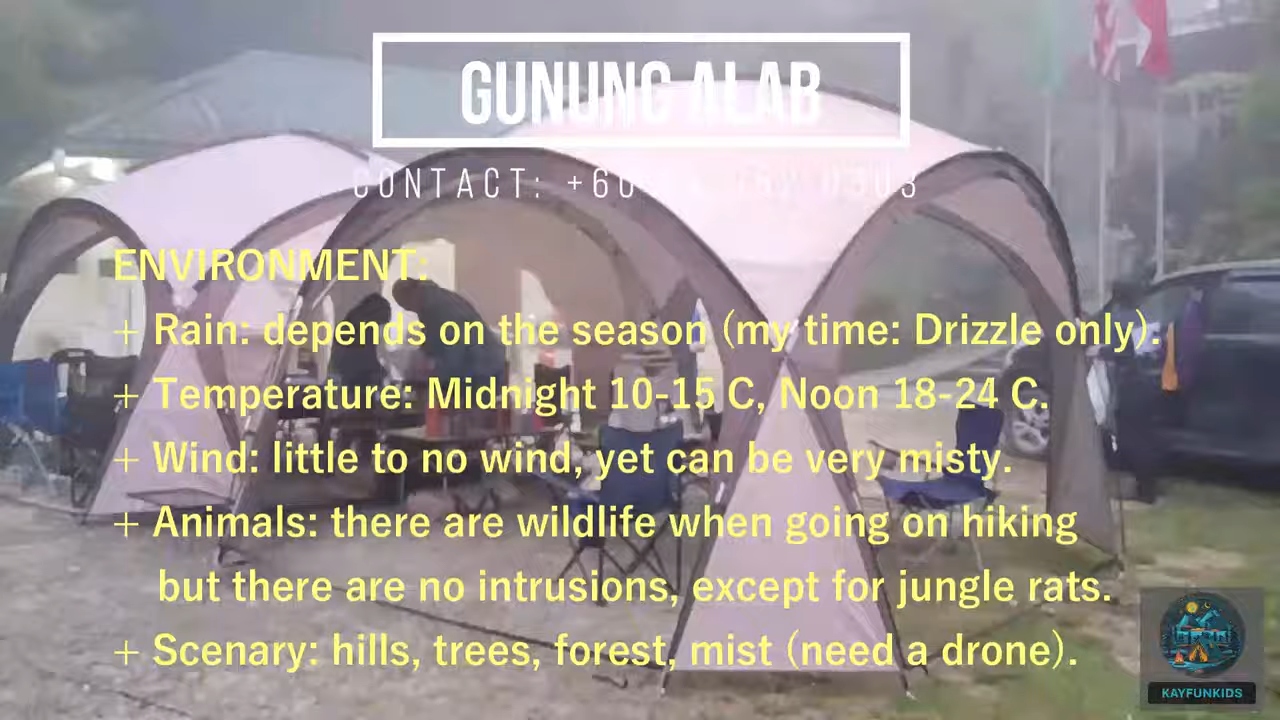 GUNUNG ALAB
CONTACT: +60
ENVIRONMENT:
+ Rain: depends on the season (my time: Drizzle only).
+ Temperature: Midnight 10-15 C, Noon 18-24 C.
+ Wind: little to no wind, yet can be very misty.
+ Animals: there are wildlife when going on hiking
but there are no intrusions, except for jungle rats.
+ Scenary: hills, trees, forest, mist (need a drone).
KAYFUNKIDS